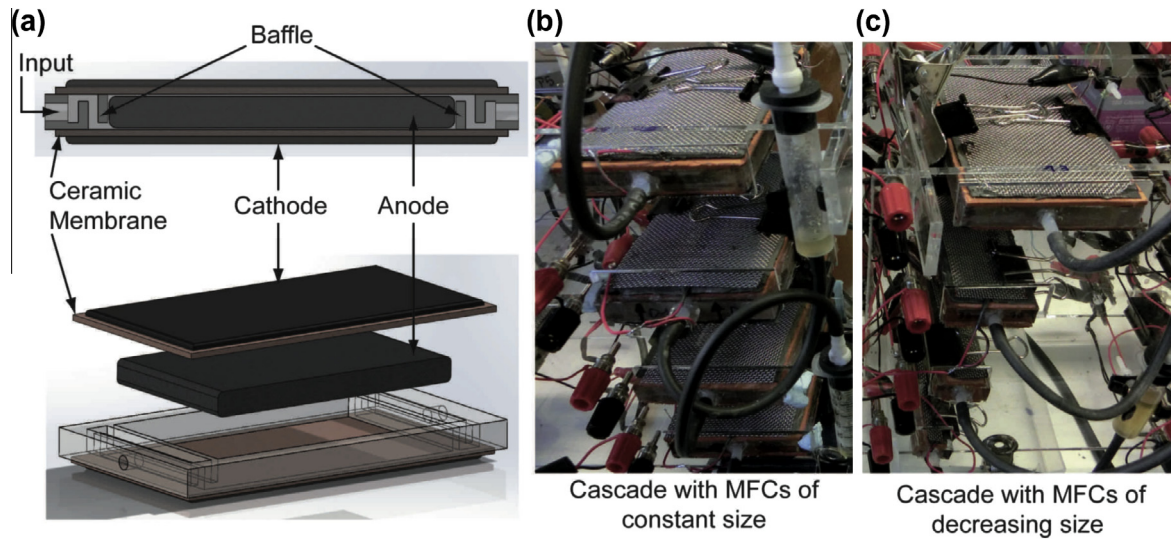 (a)
Baffle
Input
Ceramic
Membrane
Cathode
Anode
(b)
Cascade with MFCs of
constant size
(c)
Cascade with MFCs of
decreasing size